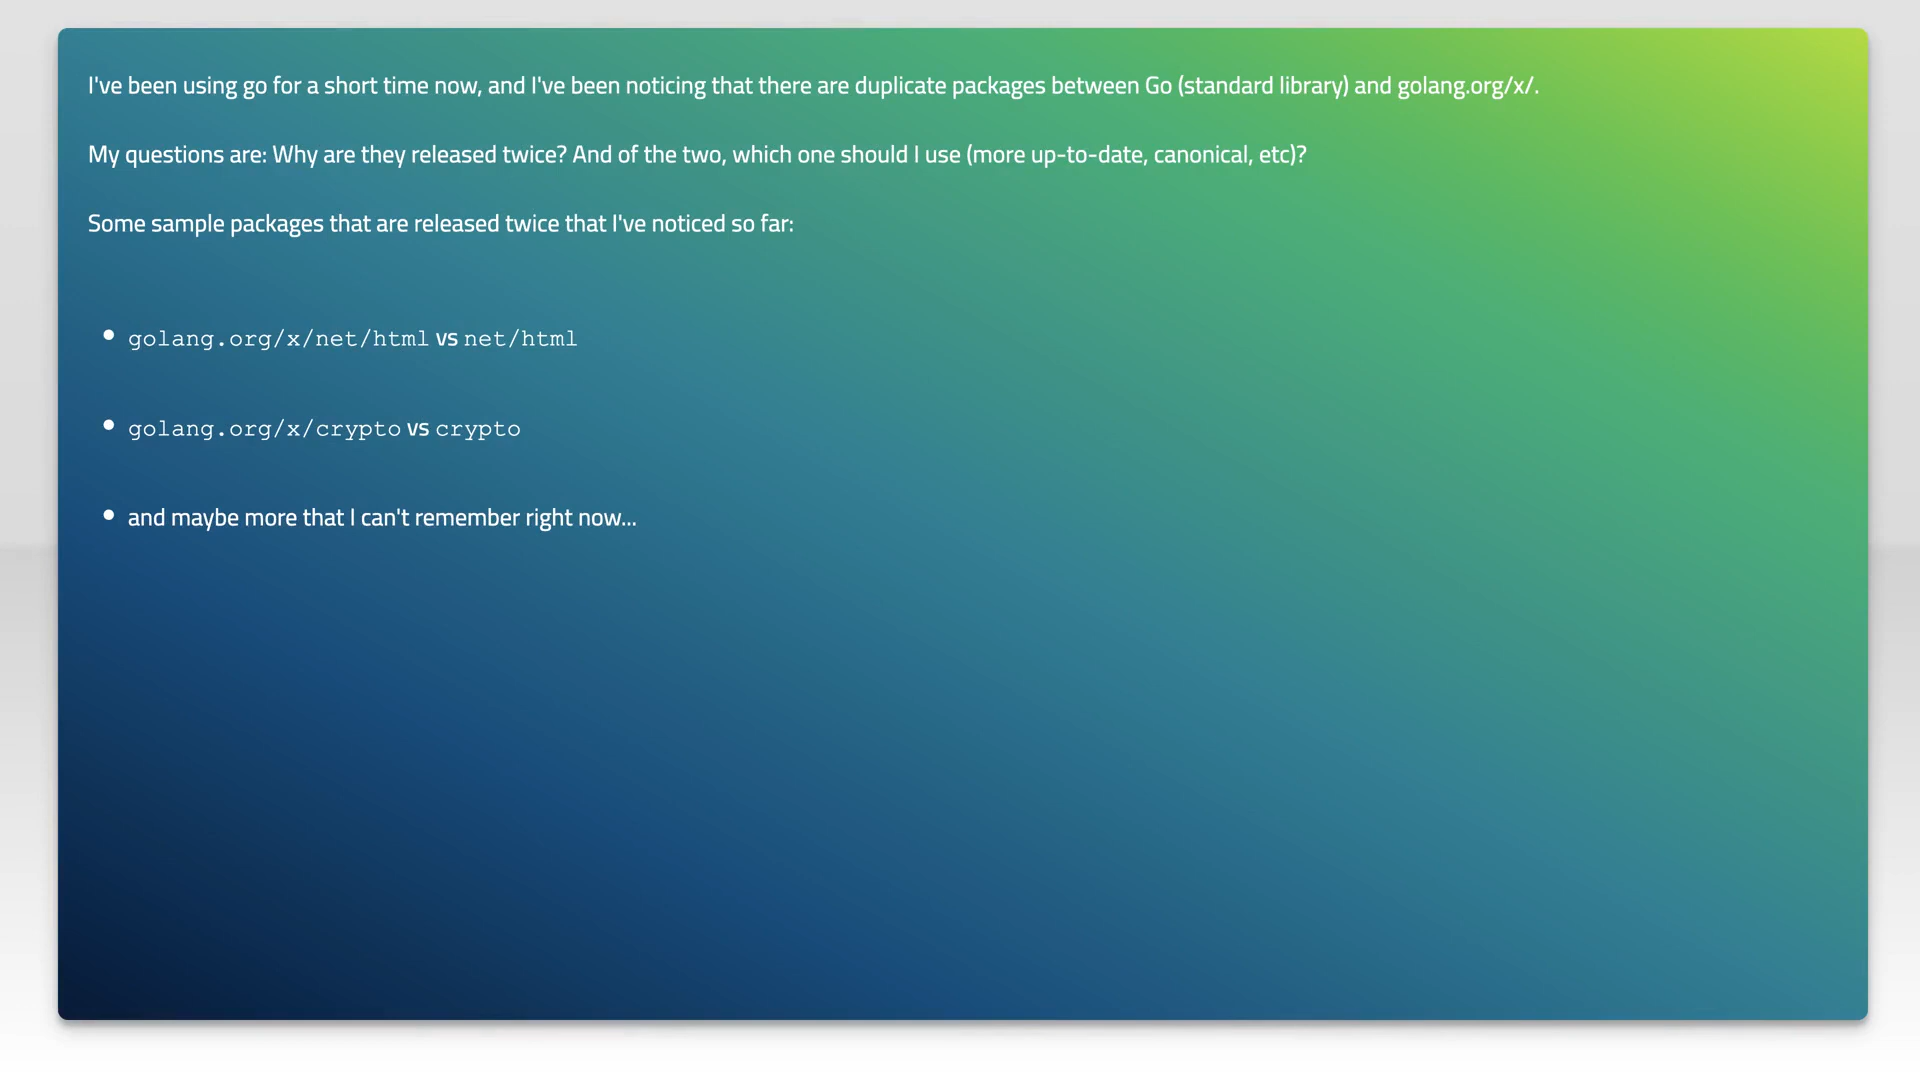 I've been using go for a short time now, and I've been noticing that there are duplicate packages between Go (standard library) and golang.org/x/.
My questions are: Why are they released twice? And of the two, which one should I use (more up-to-date, canonical, etc)?
Some sample packages that are released twice that I've noticed so far:
• golang.org/x/net/html vs net/html
• golang.org/x/crypto vs crypto
• and maybe more that I can't remember right now...